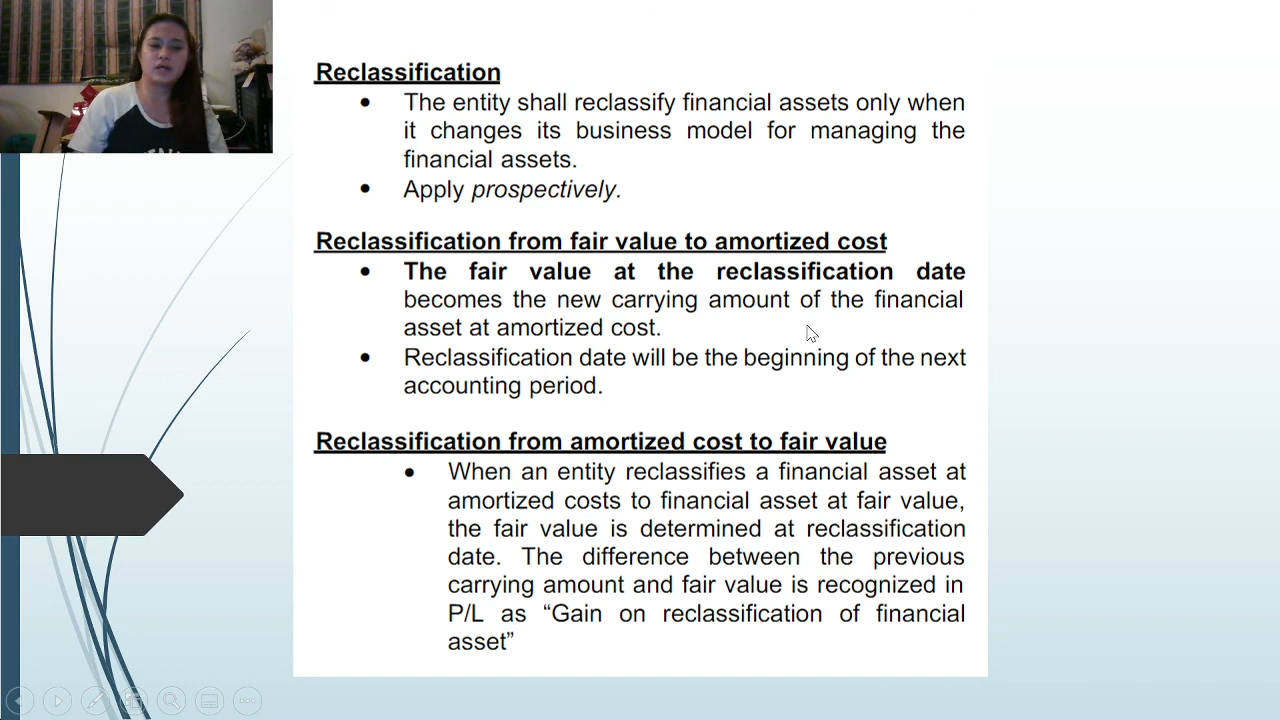 Reclassification
• The entity shall reclassify financial assets only when
it changes its business model for managing the
financial assets.
• Apply prospectively.
Reclassification from fair value to amortized cost
• The fair value at the reclassification date
becomes the new carrying amount of the financial
asset at amortized cost.
• Reclassification date will be the beginning of the next
accounting period.
Reclassification from amortized cost to fair value
• When an entity reclassifies a financial asset at
amortized costs to financial asset at fair value,
the fair value is determined at reclassification
date. The difference between the previous
carrying amount and fair value is recognized in
P/L as “Gain on reclassification of financial
asset”